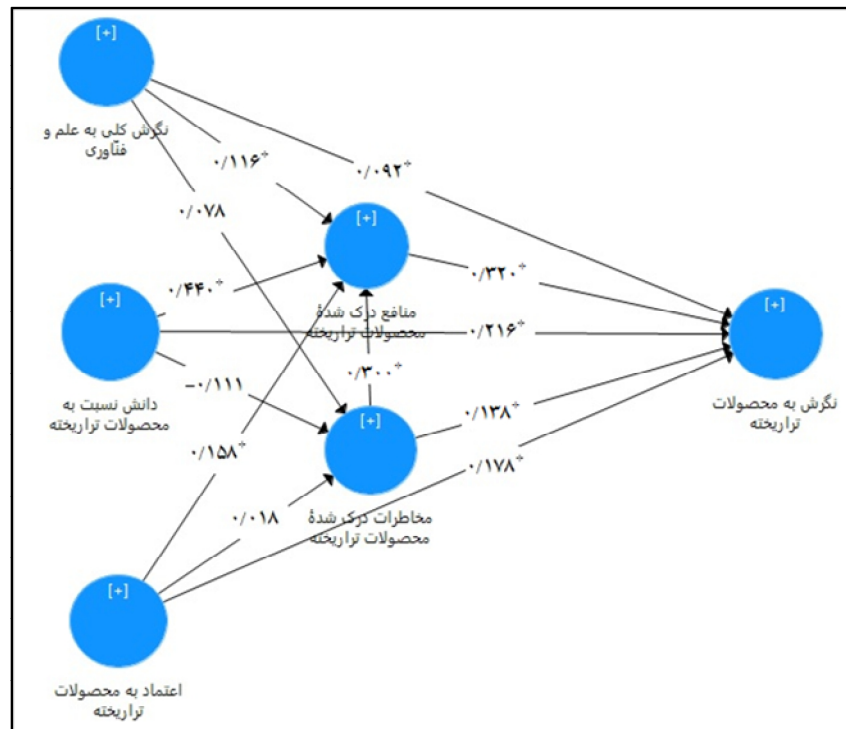 [+]
نگرش کلی به علم و
فنّاوری
۰/۱۱۶*
۰/۰۹۲*
۰/۰۷۸
[+]
[+]
۰/۴۴۰*
منافع درک شدهٔ
محصولات تراریخته
۰/۳۲۰*
۰/۲۱۶*
[+]
دانش نسبت به
محصولات تراریخته
-۰/۱۱۱
۰/۳۰۰*
نگرش به محصولات
تراریخته
۰/۱۳۸*
[+]
۰/۱۵۸*
۰/۱۷۸*
مخاطرات درک شدهٔ
محصولات تراریخته
۰/۰۱۸
[+]
اعتماد به محصولات
تراریخته